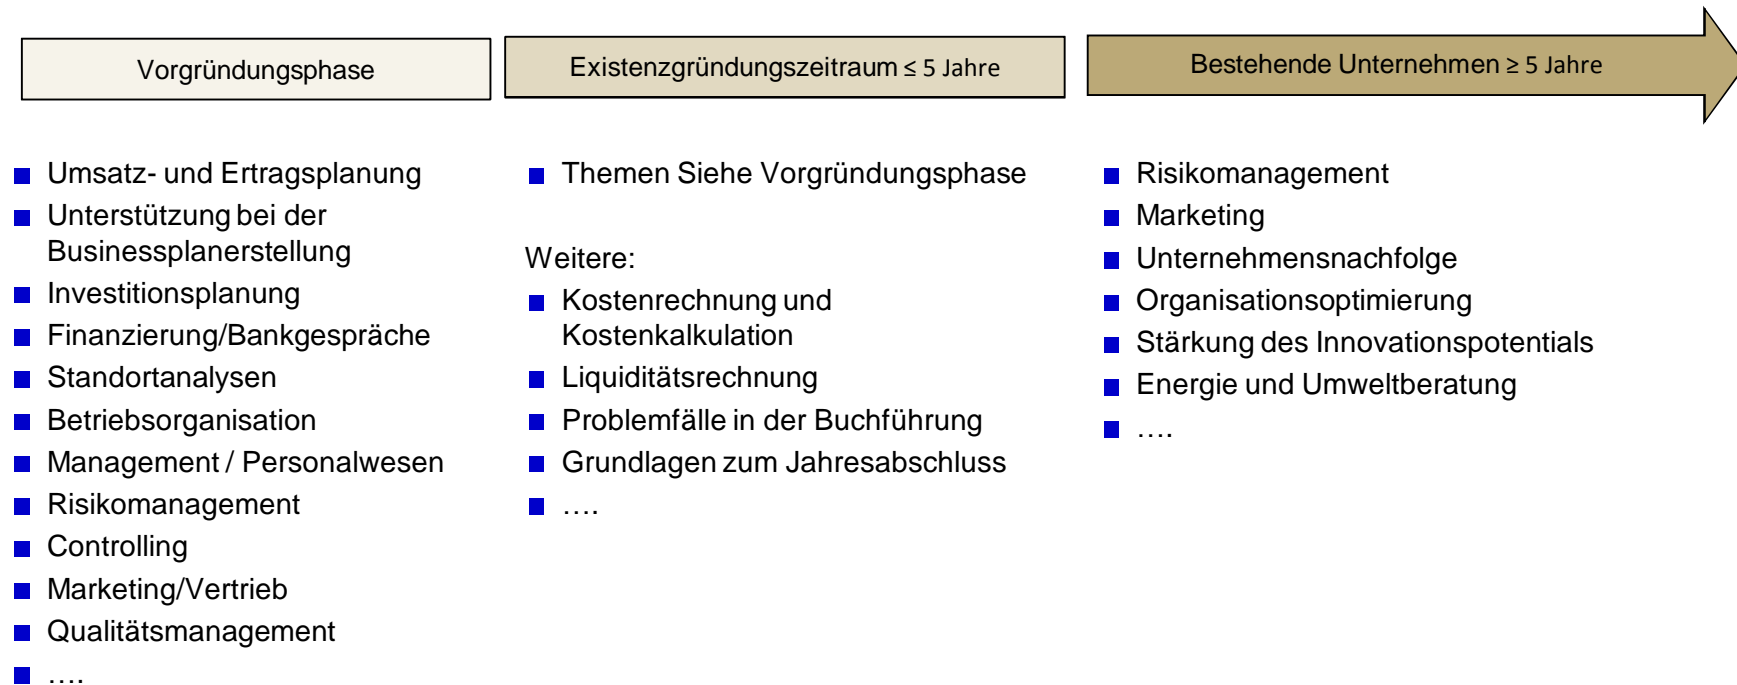 Vorgründungsphase
Existenzgründungszeitraum ≤ 5 Jahre
Bestehende Unternehmen ≥ 5 Jahre
Umsatz- und Ertragsplanung
Unterstützung bei der
Businessplanerstellung
Investitionsplanung
Finanzierung/Bankgespräche
Standortanalysen
Betriebsorganisation
Management / Personalwesen
Risikomanagement
Controlling
Marketing/Vertrieb
Qualitätsmanagement
….
Themen Siehe Vorgründungsphase
Weitere:
Kostenrechnung und
Kostenkalkulation
Liquiditätsrechnung
Problemfälle in der Buchführung
Grundlagen zum Jahresabschluss
….
Risikomanagement
Marketing
Unternehmensnachfolge
Organisationsoptimierung
Stärkung des Innovationspotentials
Energie und Umweltberatung
….